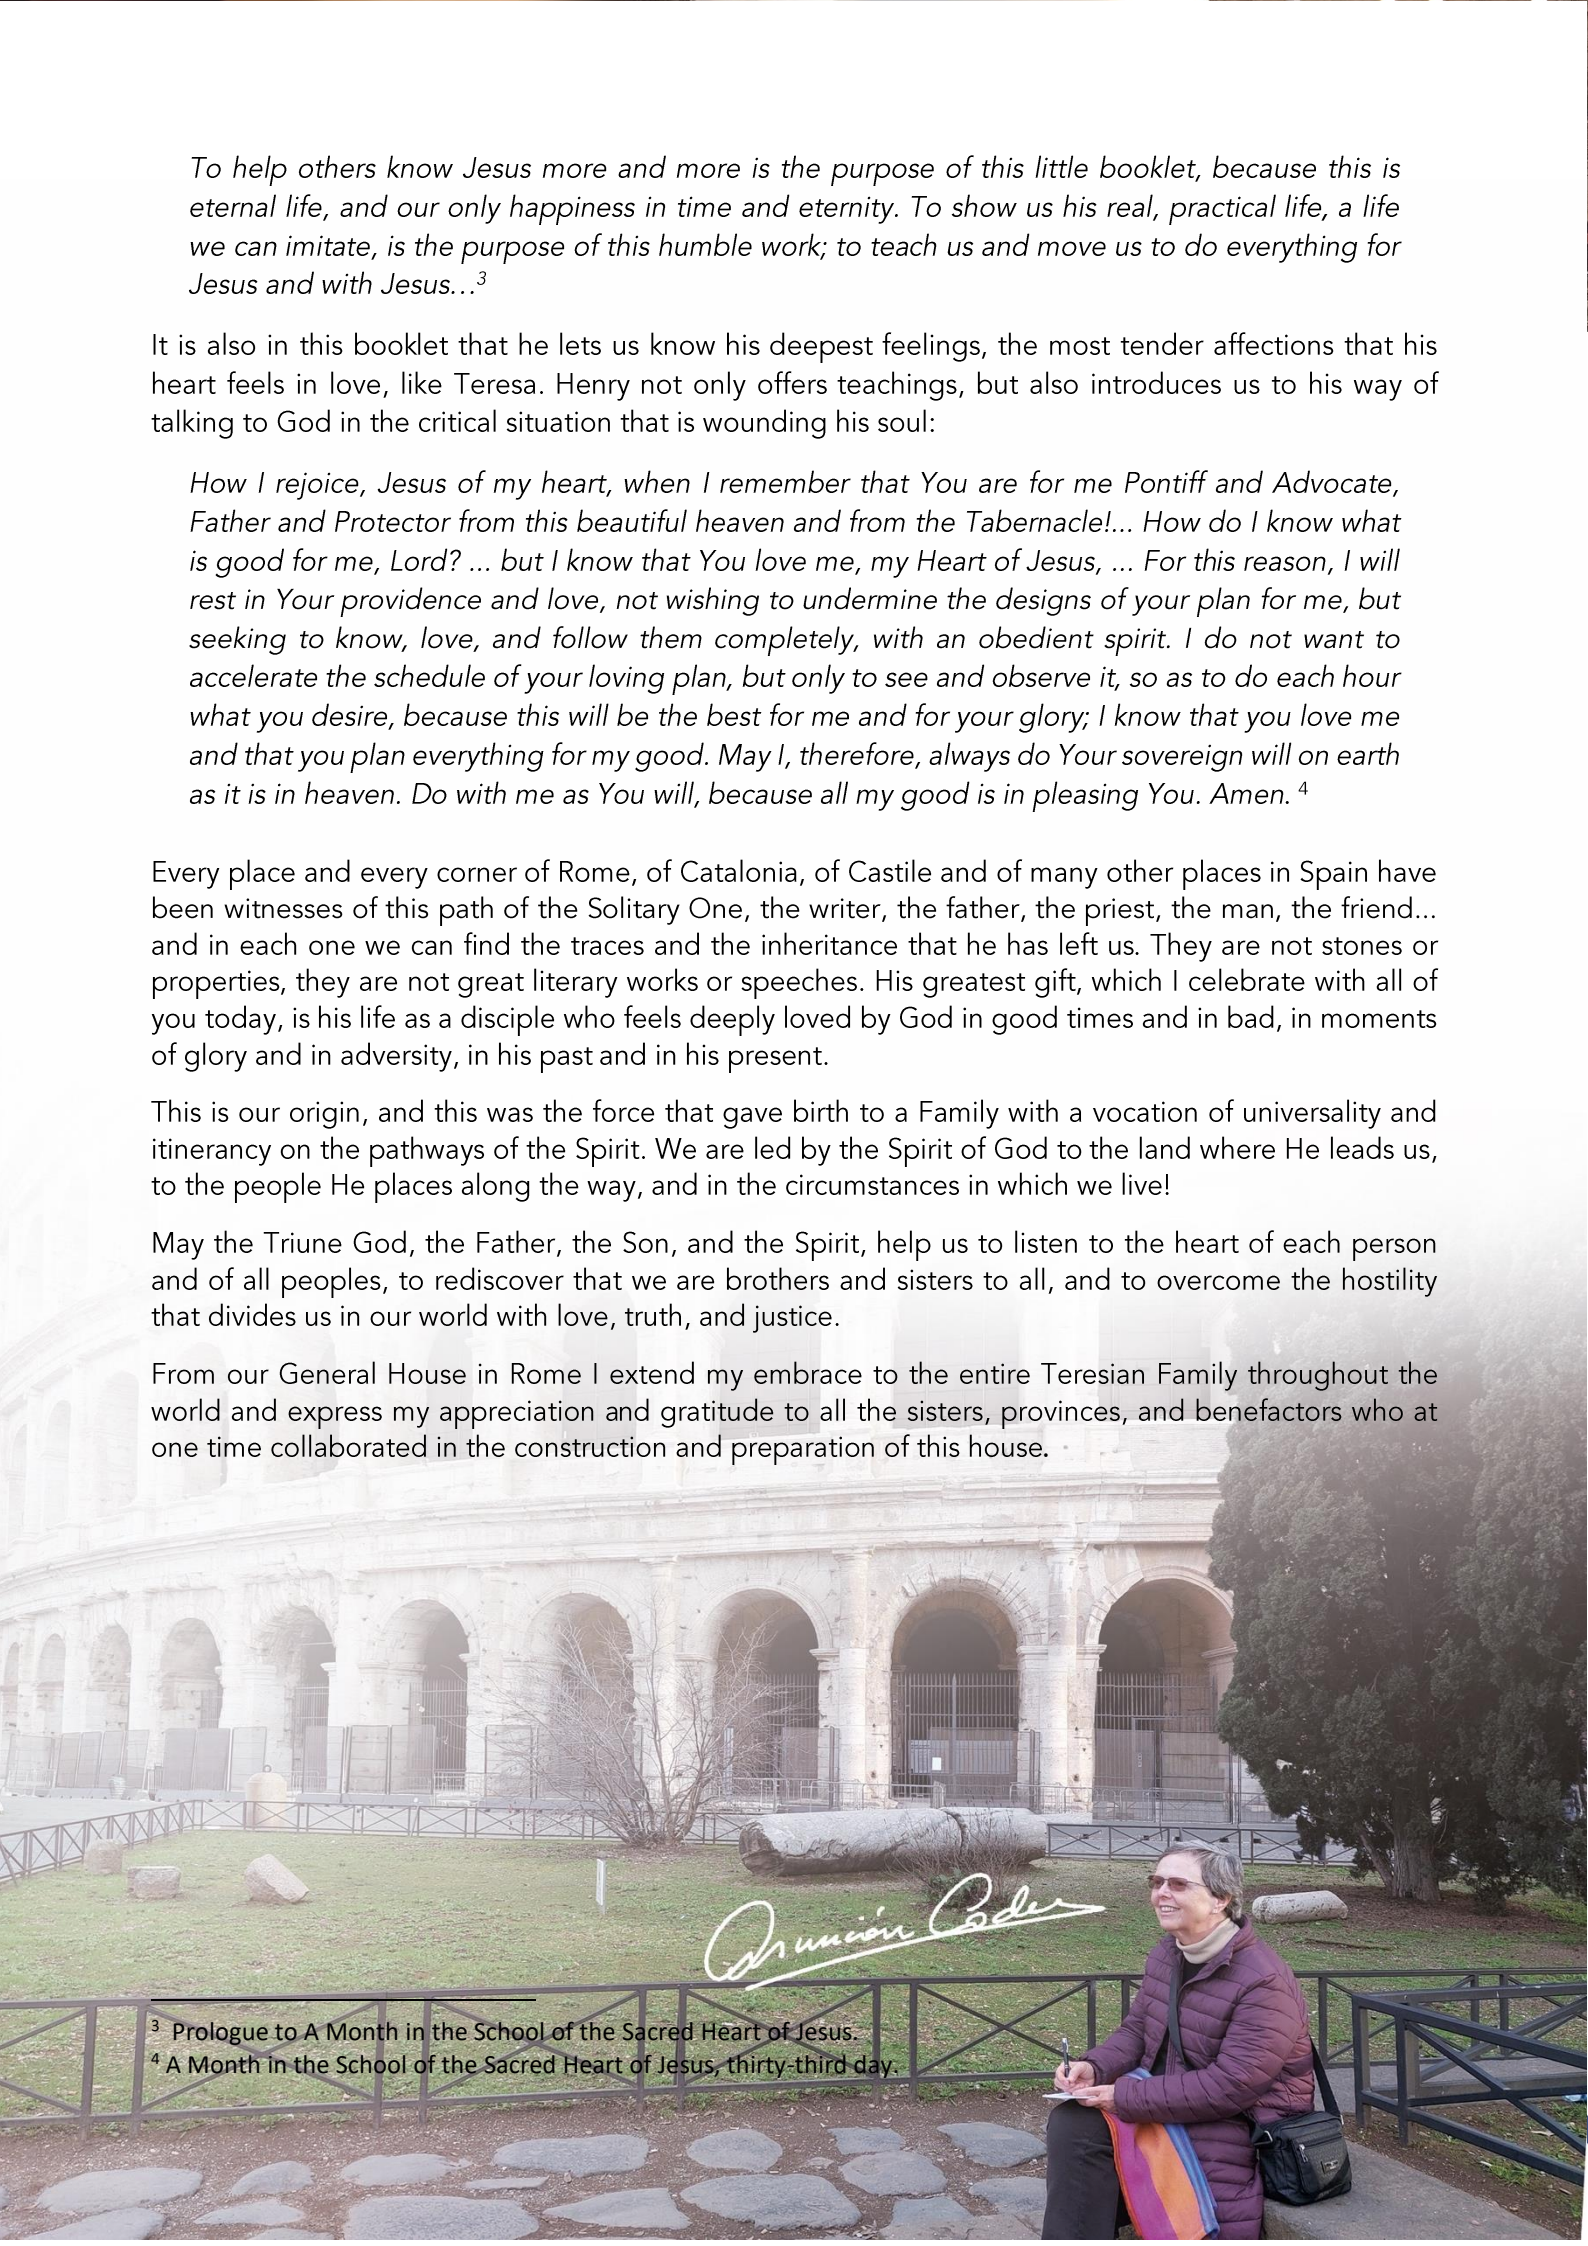 To help others know Jesus more and more is the purpose of this little booklet, because this is
eternal life, and our only happiness in time and eternity. To show us his real, practical life, a life
we can imitate, is the purpose of this humble work; to teach us and move us to do everything for
Jesus and with Jesus…3
It is also in this booklet that he lets us know his deepest feelings, the most tender affections that his
heart feels in love, like Teresa. Henry not only offers teachings, but also introduces us to his way of
talking to God in the critical situation that is wounding his soul:
How I rejoice, Jesus of my heart, when I remember that You are for me Pontiff and Advocate,
Father and Protector from this beautiful heaven and from the Tabernacle!... How do I know what
is good for me, Lord? ... but I know that You love me, my Heart of Jesus, ... For this reason, I will
rest in Your providence and love, not wishing to undermine the designs of your plan for me, but
seeking to know, love, and follow them completely, with an obedient spirit. I do not want to
accelerate the schedule of your loving plan, but only to see and observe it, so as to do each hour
what you desire, because this will be the best for me and for your glory; I know that you love me
and that you plan everything for my good. May I, therefore, always do Your sovereign will on earth
as it is in heaven. Do with me as You will, because all my good is in pleasing You. Amen. 4
Every place and every corner of Rome, of Catalonia, of Castile and of many other places in Spain have
been witnesses of this path of the Solitary One, the writer, the father, the priest, the man, the friend...
and in each one we can find the traces and the inheritance that he has left us. They are not stones or
properties, they are not great literary works or speeches. His greatest gift, which I celebrate with all of
you today, is his life as a disciple who feels deeply loved by God in good times and in bad, in moments
of glory and in adversity, in his past and in his present.
This is our origin, and this was the force that gave birth to a Family with a vocation of universality and
itinerancy on the pathways of the Spirit. We are led by the Spirit of God to the land where He leads us,
to the people He places along the way, and in the circumstances in which we live!
May the Triune God, the Father, the Son, and the Spirit, help us to listen to the heart of each person
and of all peoples, to rediscover that we are brothers and sisters to all, and to overcome the hostility
that divides us in our world with love, truth, and justice.
From our General House in Rome I extend my embrace to the entire Teresian Family throughout the
world and express my appreciation and gratitude to all the sisters, provinces, and benefactors who at
one time collaborated in the construction and preparation of this house.
Asunción Codes
3 Prologue to A Month in the School of the Sacred Heart of Jesus.
4 A Month in the School of the Sacred Heart of Jesus, thirty-third day.